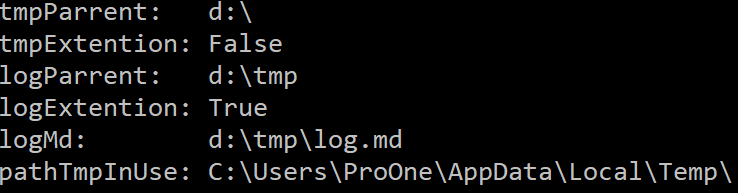 tmpParrent:   d:\
tmpExtention: False
logParrent:   d:\tmp
logExtention: True
logMd:        d:\tmp\log.md
pathTmpInUse: C:\Users\ProOne\AppData\Local\Temp\